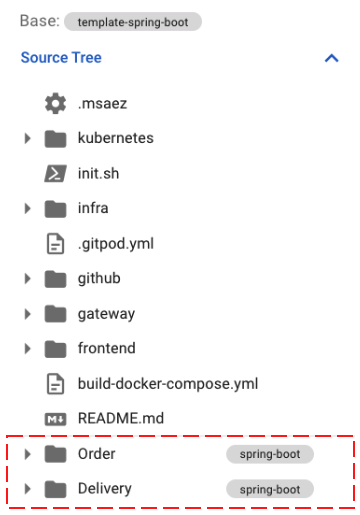 Base: template-spring-boot
Source Tree
.msaez
kubernetes
init.sh
infra
.gitpod.yml
github
gateway
frontend
build-docker-compose.yml
README.md
Order spring-boot
Delivery spring-boot